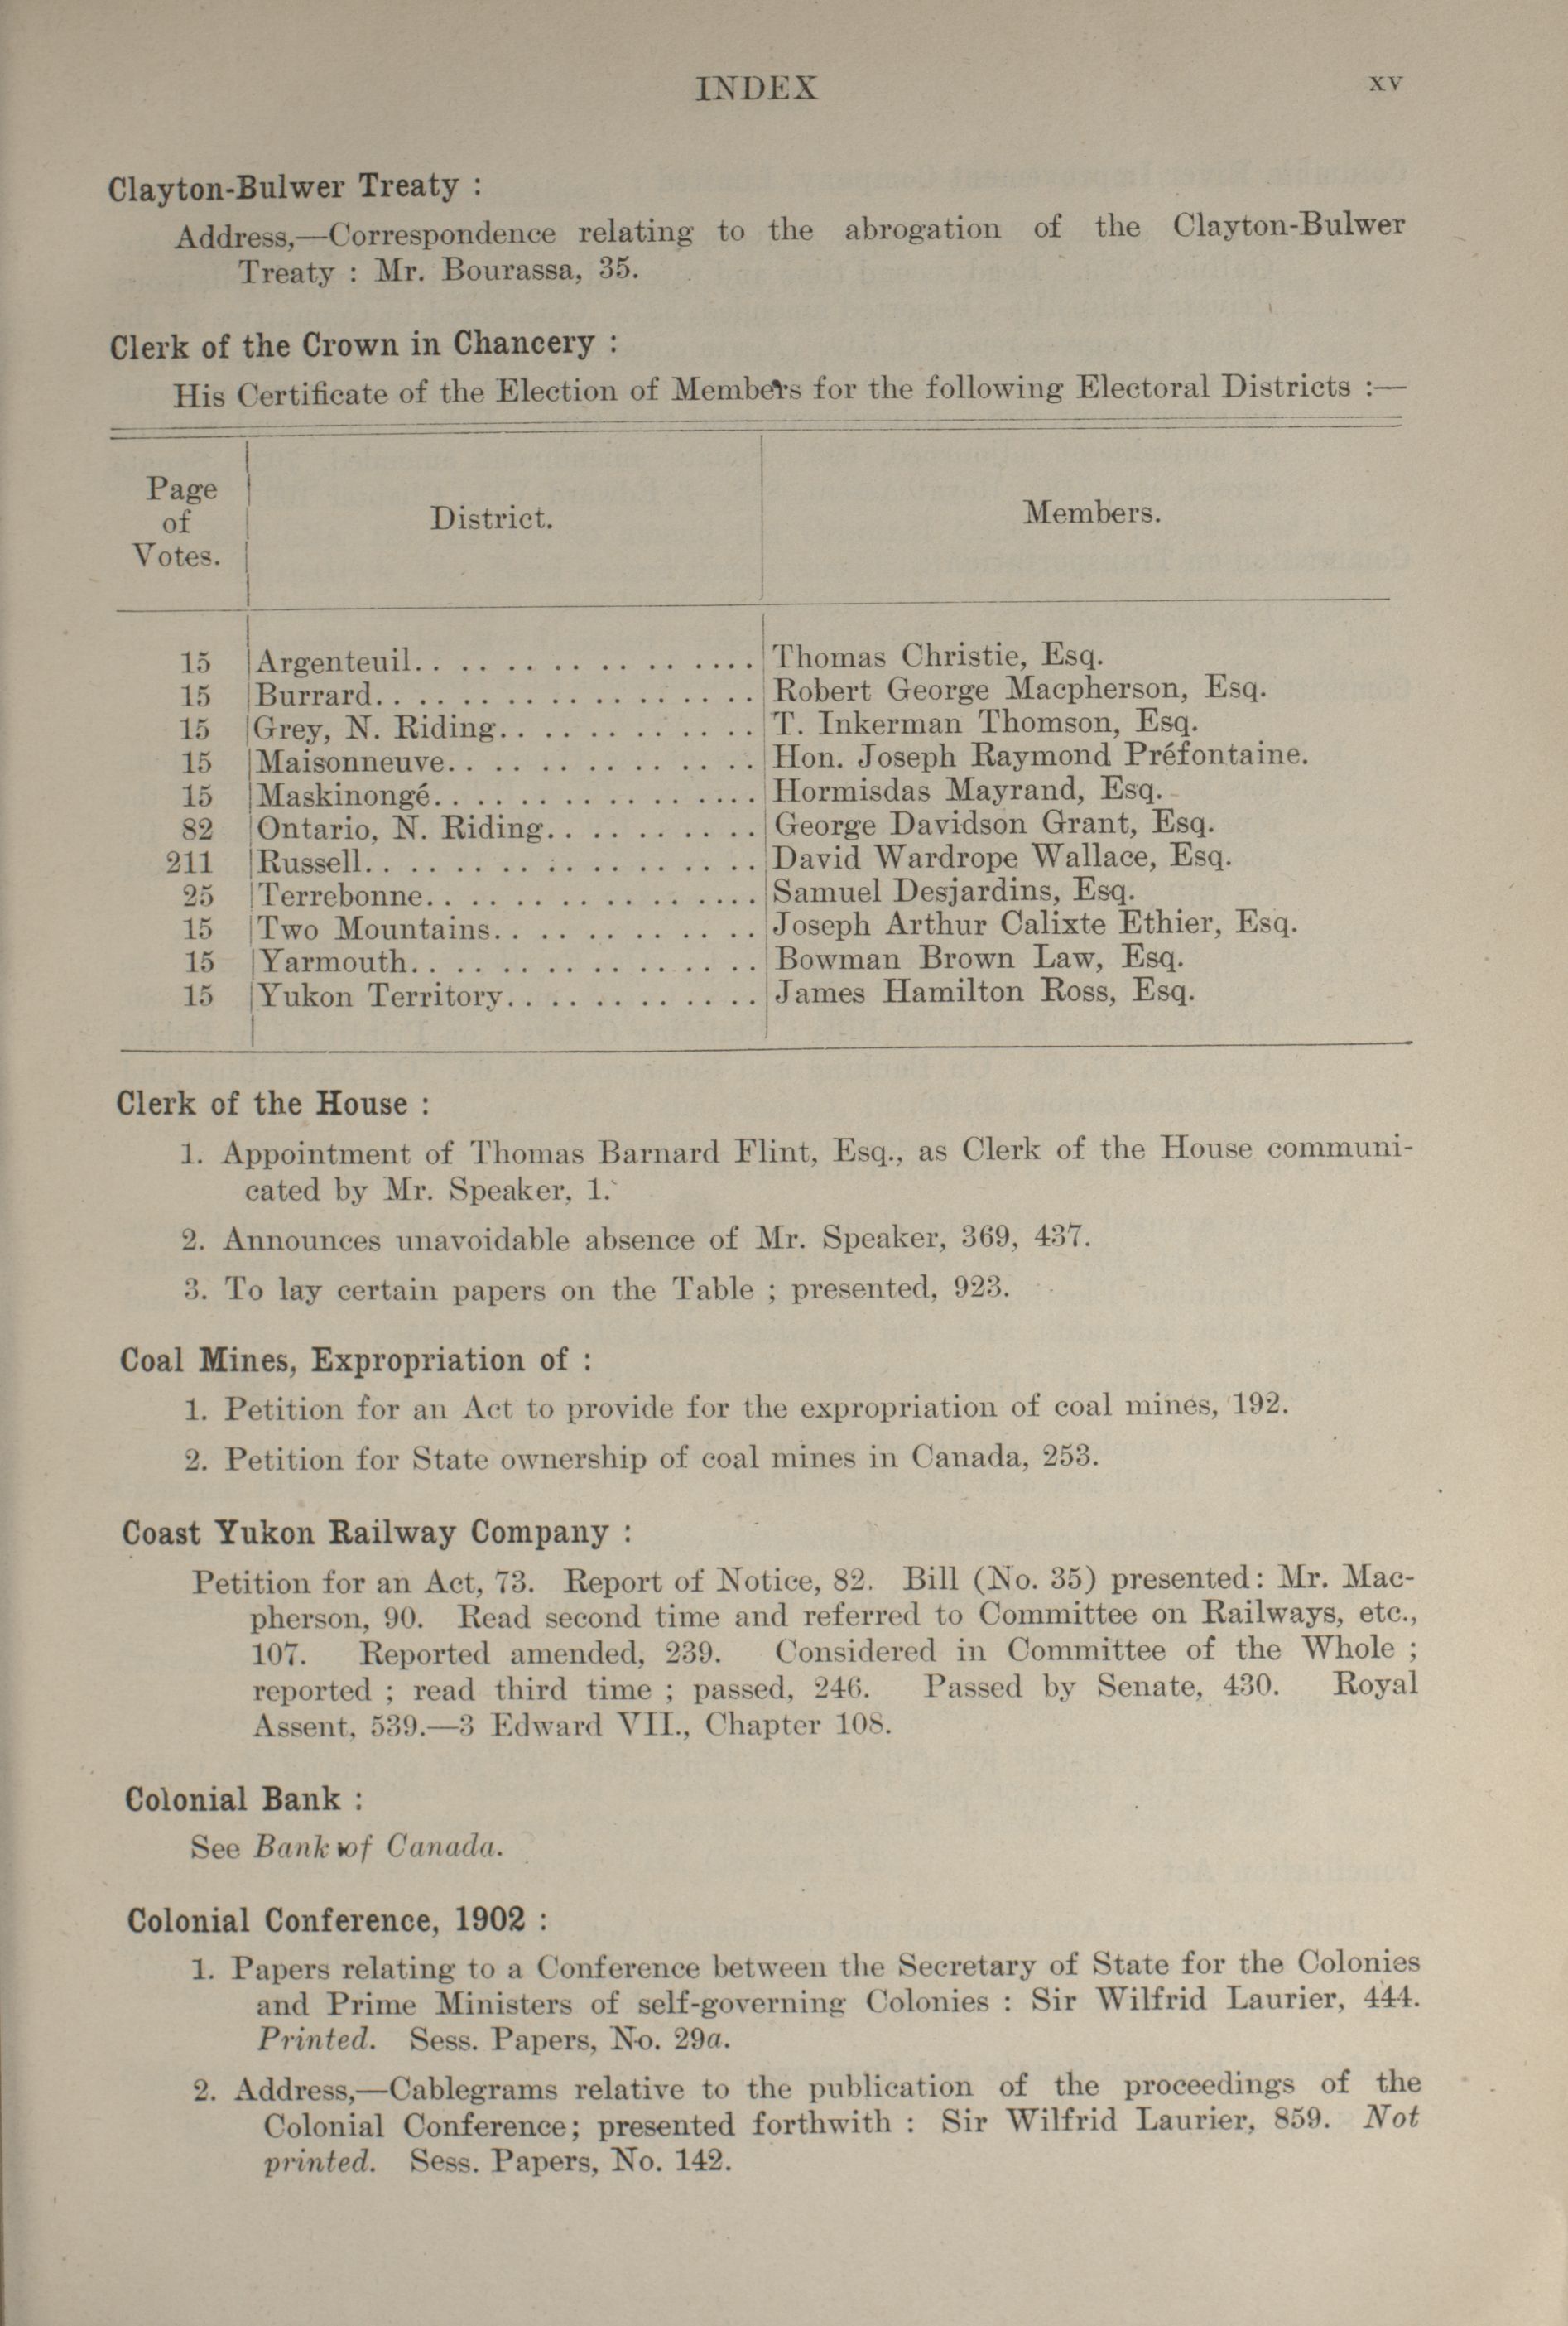 INDEX xv
Clayton-Bulwer Treaty :
Address,—Correspondence relating to the abrogation of the Clayton-Bulwer
Treaty : Mr. Bourassa, 35.
Clerk of the Crown in Chancery :
His Certificate of the Election of Members for the following Electoral Districts :—
Page
of
Votes.
District.
Members.
15 Argenteuil. . . . . . . . . . . . . . . . Thomas Christie, Esq.
15 Burrard. . . . . . . . . . . . . . . . . . Robert George Macpherson, Esq.
15 Grey, N. Riding. . . . . . . . . . . . T. Inkerman Thomson, Esq.
15 Maisonneuve. . . . . . . . . . . . . . Hon. Joseph Raymond Préfontaine.
15 Maskinongé. . . . . . . . . . . . . . . Hormisdas Mayrand, Esq.
82 Ontario, N. Riding. . . . . . . . . . George Davidson Grant, Esq.
211 Russell. . . . . . . . . . . . . . . . . . David Wardrope Wallace, Esq.
25 Terrebonne. . . . . . . . . . . . . . . Samuel Desjardins, Esq.
15 Two Mountains. . . . . . . . . . . . Joseph Arthur Calixte Ethier, Esq.
15 Yarmouth. . . . . . . . . . . . . . . . Bowman Brown Law, Esq.
15 Yukon Territory. . . . . . . . . . . . James Hamilton Ross, Esq.
Clerk of the House :
1. Appointment of Thomas Barnard Flint, Esq., as Clerk of the House communi-
cated by Mr. Speaker, 1.
2. Announces unavoidable absence of Mr. Speaker, 369, 437.
3. To lay certain papers on the Table ; presented, 923.
Coal Mines, Expropriation of :
1. Petition for an Act to provide for the expropriation of coal mines, 192.
2. Petition for State ownership of coal mines in Canada, 253.
Coast Yukon Railway Company :
Petition for an Act, 73. Report of Notice, 82. Bill (No. 35) presented: Mr. Mac-
pherson, 90. Read second time and referred to Committee on Railways, etc.,
107. Reported amended, 239. Considered in Committee of the Whole ;
reported ; read third time ; passed, 246. Passed by Senate, 430. Royal
Assent, 539.—3 Edward VII., Chapter 108.
Colonial Bank :
See Bank of Canada.
Colonial Conference, 1902 :
1. Papers relating to a Conference between the Secretary of State for the Colonies
and Prime Ministers of self-governing Colonies : Sir Wilfrid Laurier, 444.
Printed. Sess. Papers, No. 29a.
2. Address,—Cablegrams relative to the publication of the proceedings of the
Colonial Conference; presented forthwith : Sir Wilfrid Laurier, 859. Not
printed. Sess. Papers, No. 142.